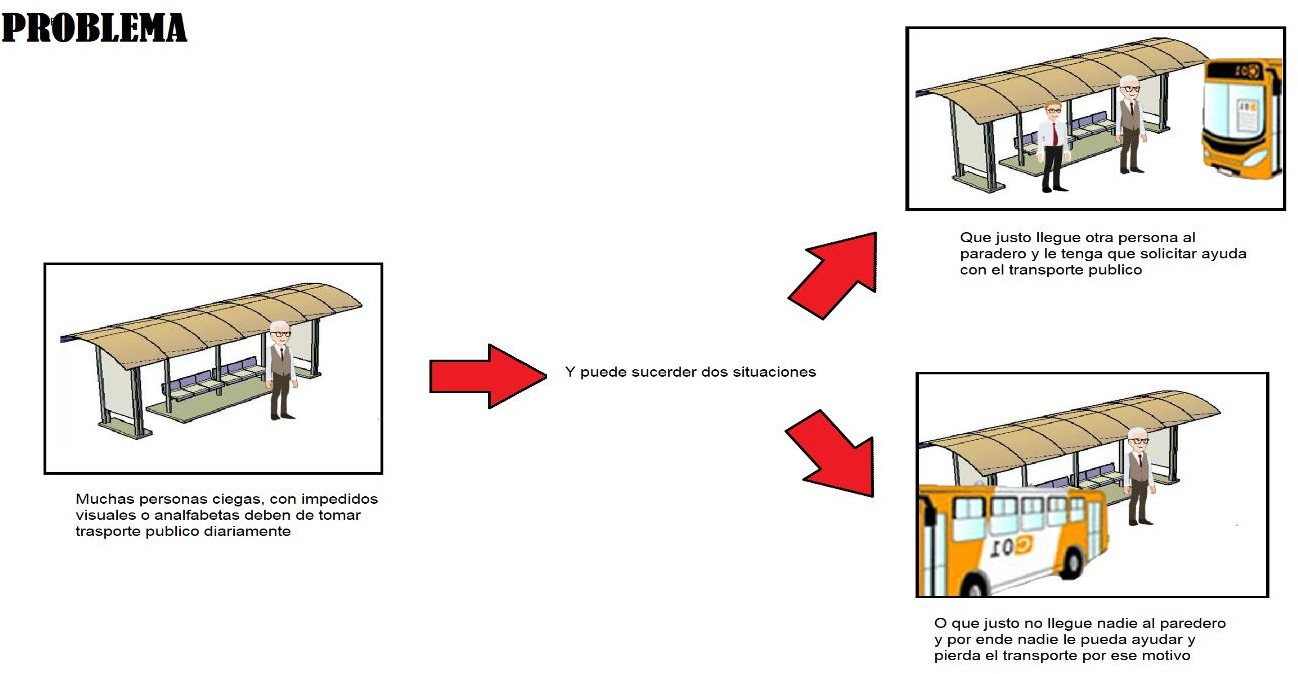 PROBLEMA
Muchas personas ciegas, con impedidos
visuales o analfabetas deben de tomar
trasporte publico diariamente
Y puede sucerder dos situaciones
C01
Que justo llegue otra persona al
paradero y le tenga que solicitar ayuda
con el transporte publico
C01
O que justo no llegue nadie al paredero
y por ende nadie le pueda ayudar y
pierda el transporte por ese motivo